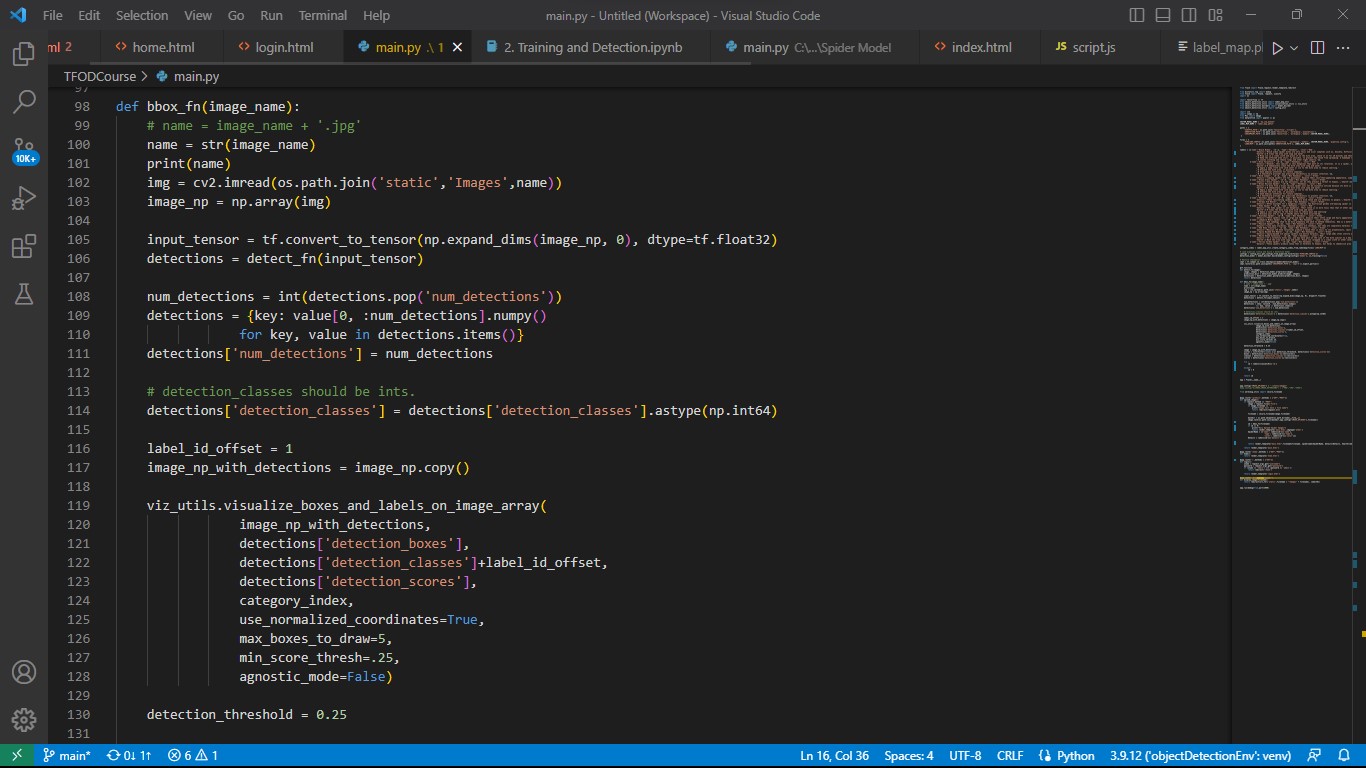 File Edit Selection View Go Run Terminal Help main.py - Untitled (Workspace) - Visual Studio Code
ml 2 home.html login.html main.py .\ 1 2. Training and Detection.ipynb main.py C:\...\Spider Model index.html JS script.js label_map.p
TFODCourse > main.py
97
98 def bbox_fn(image_name):
99 # name = image_name + '.jpg'
100 name = str(image_name)
101 print(name)
102 img = cv2.imread(os.path.join('static','Images',name))
103 image_np = np.array(img)
104
105 input_tensor = tf.convert_to_tensor(np.expand_dims(image_np, 0), dtype=tf.float32)
106 detections = detect_fn(input_tensor)
107
108 num_detections = int(detections.pop('num_detections'))
109 detections = {key: value[0, :num_detections].numpy()
110 for key, value in detections.items()}
111 detections['num_detections'] = num_detections
112
113 # detection_classes should be ints.
114 detections['detection_classes'] = detections['detection_classes'].astype(np.int64)
115
116 label_id_offset = 1
117 image_np_with_detections = image_np.copy()
118
119 viz_utils.visualize_boxes_and_labels_on_image_array(
120 image_np_with_detections,
121 detections['detection_boxes'],
122 detections['detection_classes']+label_id_offset,
123 detections['detection_scores'],
124 category_index,
125 use_normalized_coordinates=True,
126 max_boxes_to_draw=5,
127 min_score_thresh=.25,
128 agnostic_mode=False)
129
130 detection_threshold = 0.25
131
10K+
main* 0↓ 1↑ 6 1 Ln 16, Col 36 Spaces: 4 UTF-8 CRLF Python 3.9.12 ('objectDetectionEnv': venv)